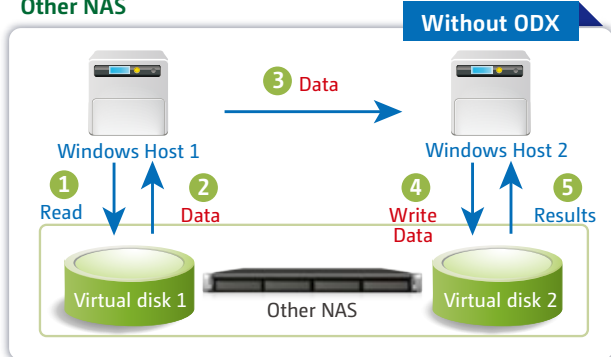 Other NAS
Without ODX
3 Data
Windows Host 1
Windows Host 2
1
Read
2
Data
4
Write
Data
5
Results
Virtual disk 1
Other NAS
Virtual disk 2